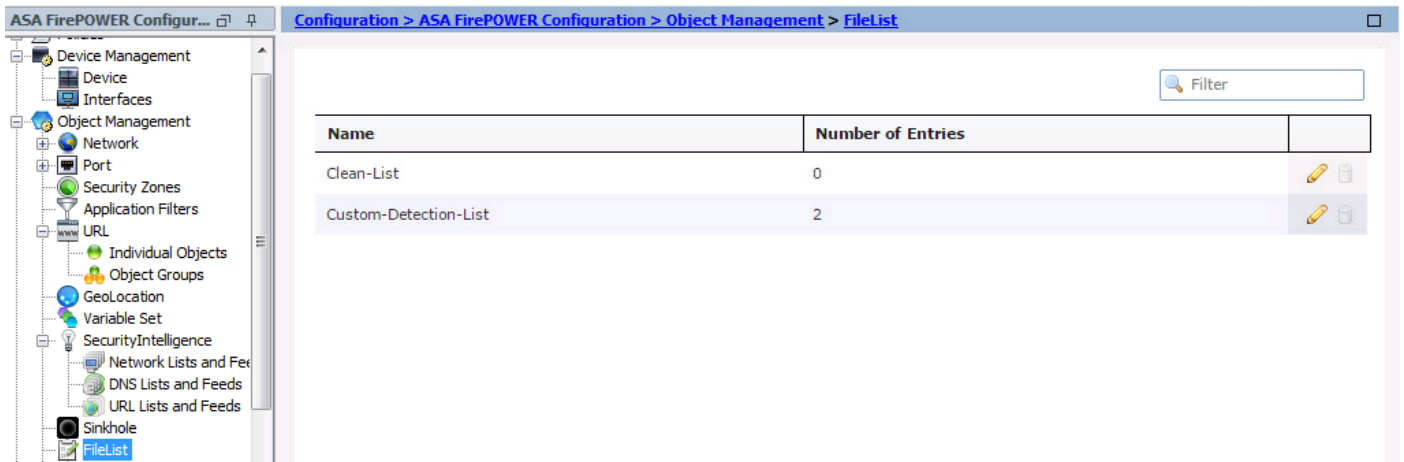 ASA FirePOWER Configur...
Configuration > ASA FirePOWER Configuration > Object Management > FileList
Device Management
Device
Interfaces
Object Management
Network
Port
Security Zones
Application Filters
www URL
Individual Objects
Object Groups
GeoLocation
Variable Set
SecurityIntelligence
Network Lists and Fee
DNS Lists and Feeds
URL Lists and Feeds
Sinkhole
FileList
Filter
Name Number of Entries
Clean-List 0
Custom-Detection-List 2